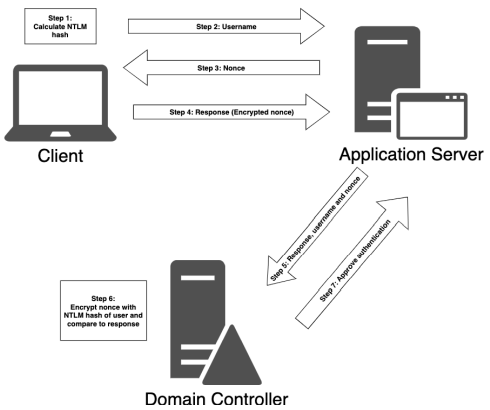 Step 1:
Calculate NTLM
hash
Step 2: Username
Step 3: Nonce
Step 4: Response (Encrypted nonce)
Client
Application Server
Step 5: Response, username and nonce
Step 7: Approve authentication
Step 6:
Encrypt nonce with
NTLM hash of user and
compare to response
Domain Controller